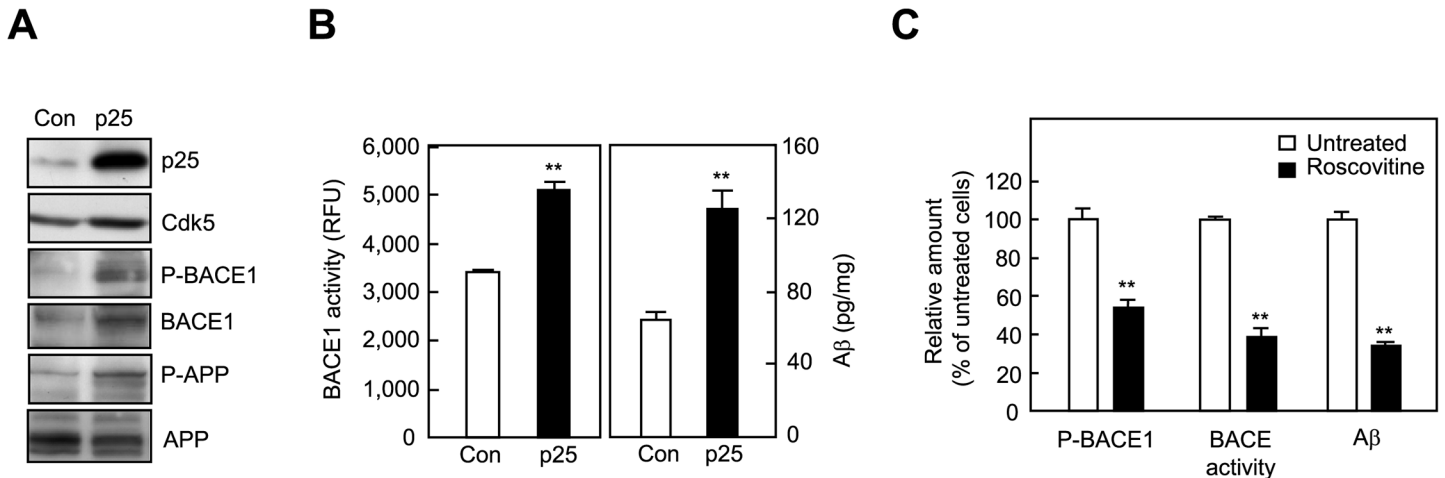 A
Con p25
p25
Cdk5
P-BACE1
BACE1
P-APP
APP
B
BACE1 activity (RFU)
6,000
5,000
4,000
3,000
2,000
1,000
0
**
Con p25
**
160
120
80
40
0
Aβ (pg/mg)
Con p25
C
Relative amount
(% of untreated cells)
120
100
80
60
40
20
0
Untreated
Roscovitine
**
**
**
P-BACE1
BACE
activity
Aβ